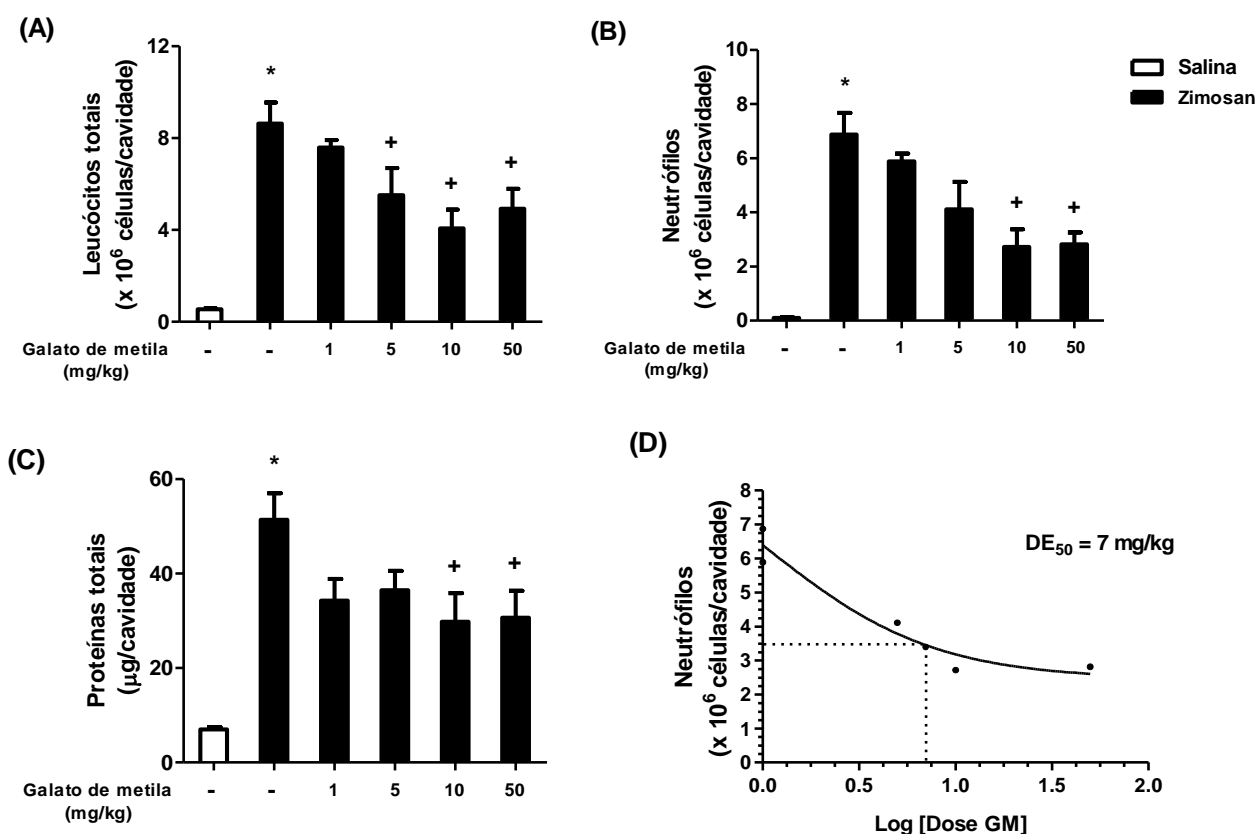 (A)
Leucócitos totais
(x 10⁶ células/cavidade)
12
8
4
0
*
+
+
+
Galato de metila
(mg/kg)
- - 1 5 10 50
(B)
Neutrófilos
(x 10⁶ células/cavidade)
10
8
6
4
2
0
*
+
+
Galato de metila
(mg/kg)
- - 1 5 10 50
Salina
Zimosan
(C)
Proteínas totais
(µg/cavidade)
60
40
20
0
*
+
+
Galato de metila
(mg/kg)
- - 1 5 10 50
(D)
Neutrófilos
(x 10⁶ células/cavidade)
8
7
6
5
4
3
2
1
0
DE₅₀ = 7 mg/kg
0.0 0.5 1.0 1.5 2.0
Log [Dose GM]